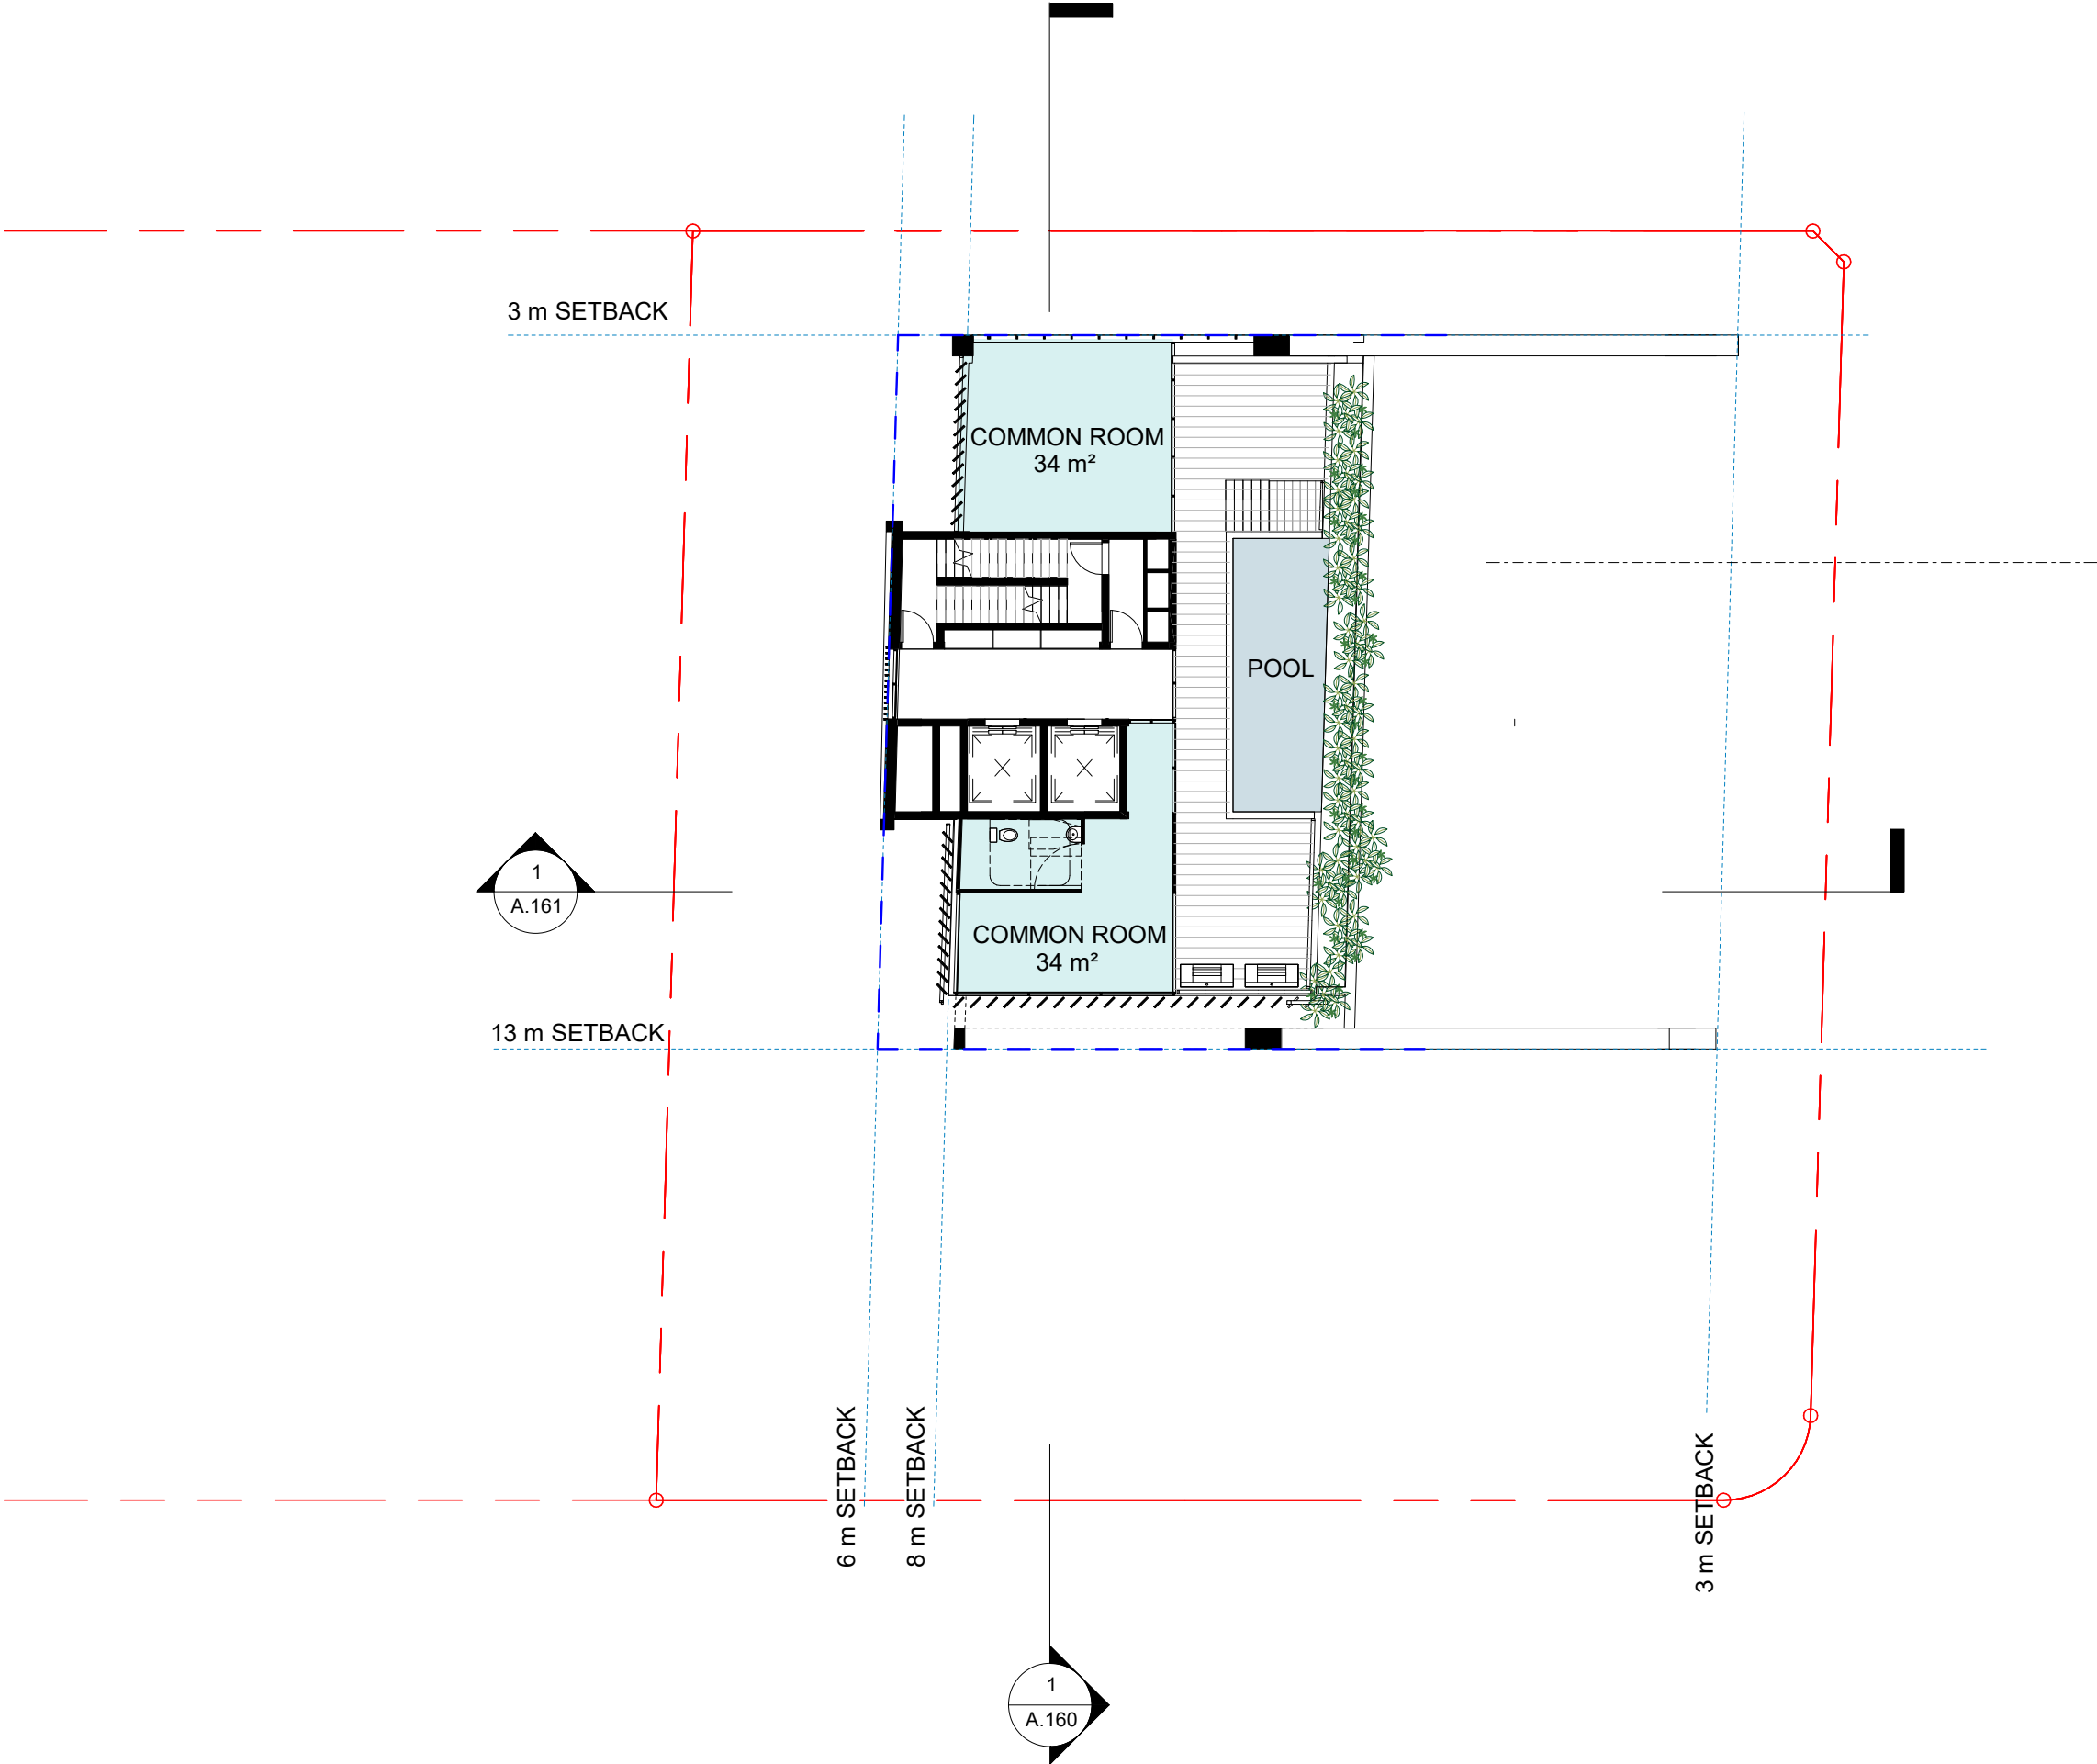 3 m SETBACK
COMMON ROOM
34 m²
POOL
1
A.161
COMMON ROOM
34 m²
13 m SETBACK
6 m SETBACK
8 m SETBACK
3 m SETBACK
1
A.160